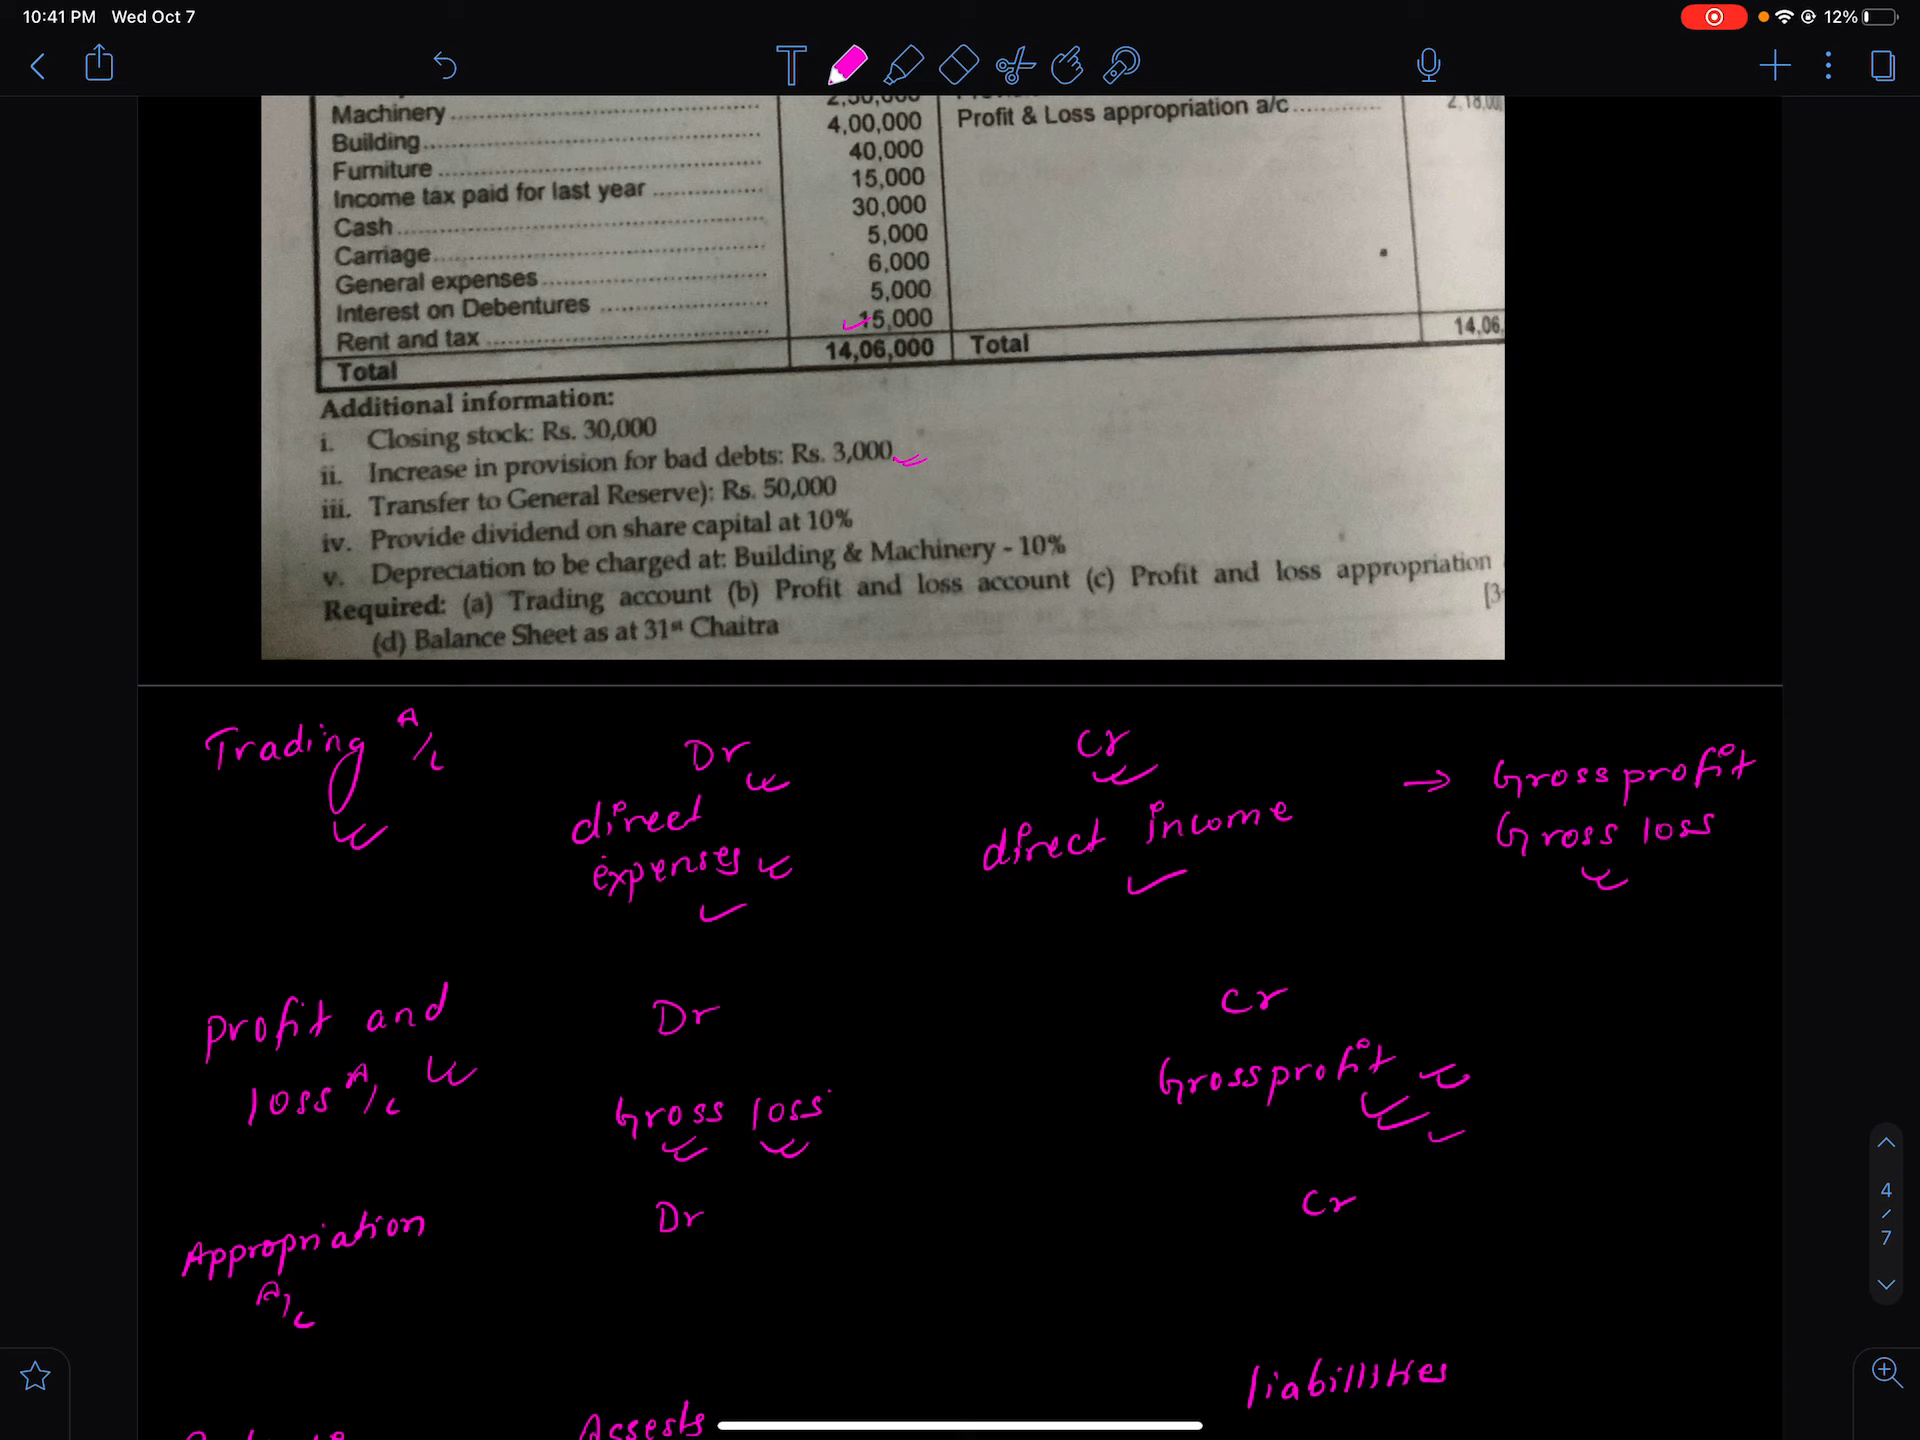 10:41 PM Wed Oct 7
12%
Machinery
Building
Furniture
Income tax paid for last year
Cash
Carriage
General expenses
Interest on Debentures
Rent and tax
Total
4,00,000
40,000
15,000
30,000
5,000
6,000
5,000
15,000
14,06,000
Profit & Loss appropriation a/c
Total
14,06,
Additional information:
i. Closing stock: Rs. 30,000
ii. Increase in provision for bad debts: Rs. 3,000
iii. Transfer to General Reserve): Rs. 50,000
iv. Provide dividend on share capital at 10%
v. Depreciation to be charged at: Building & Machinery - 10%
Required: (a) Trading account (b) Profit and loss account (c) Profit and loss appropriation
[3-
(d) Balance Sheet as at 31st Chaitra
Trading A/c
Dr
Cr
direct
expenses
direct income
→ Gross profit
Gross loss
Profit and
loss A/c
Dr
Cr
Gross loss
Gross profit
Appropriation
A/c
Dr
Cr
Assests
liabillities
4
/
7